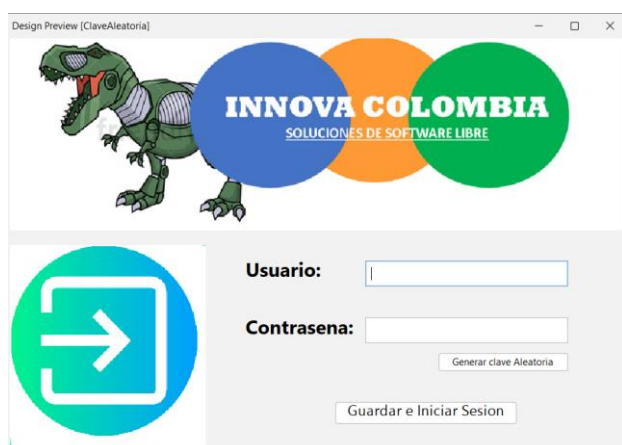 Design Preview [ClaveAleatoria]
INNOVA COLOMBIA
SOLUCIONES DE SOFTWARE LIBRE
Usuario:
Contrasena:
Generar clave Aleatoria
Guardar e Iniciar Sesion